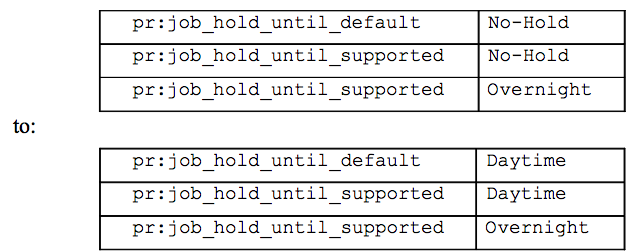 pr:job_hold_until_default No-Hold
pr:job_hold_until_supported No-Hold
pr:job_hold_until_supported Overnight
to:
pr:job_hold_until_default Daytime
pr:job_hold_until_supported Daytime
pr:job_hold_until_supported Overnight